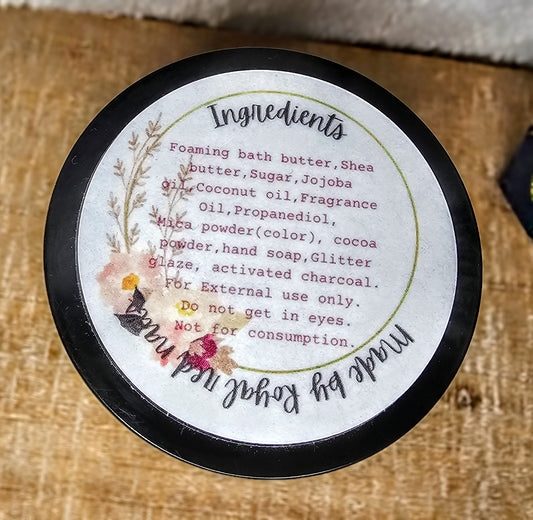 Ingredients
Foaming bath butter,Shea
butter,Sugar,Jojoba
oil,Coconut oil,Fragrance
Oil,Propanediol,
Mica powder(color), cocoa
powder,hand soap,Glitter
glaze, activated charcoal.
For External use only.
Do not get in eyes.
Not for consumption.
Made by Royal